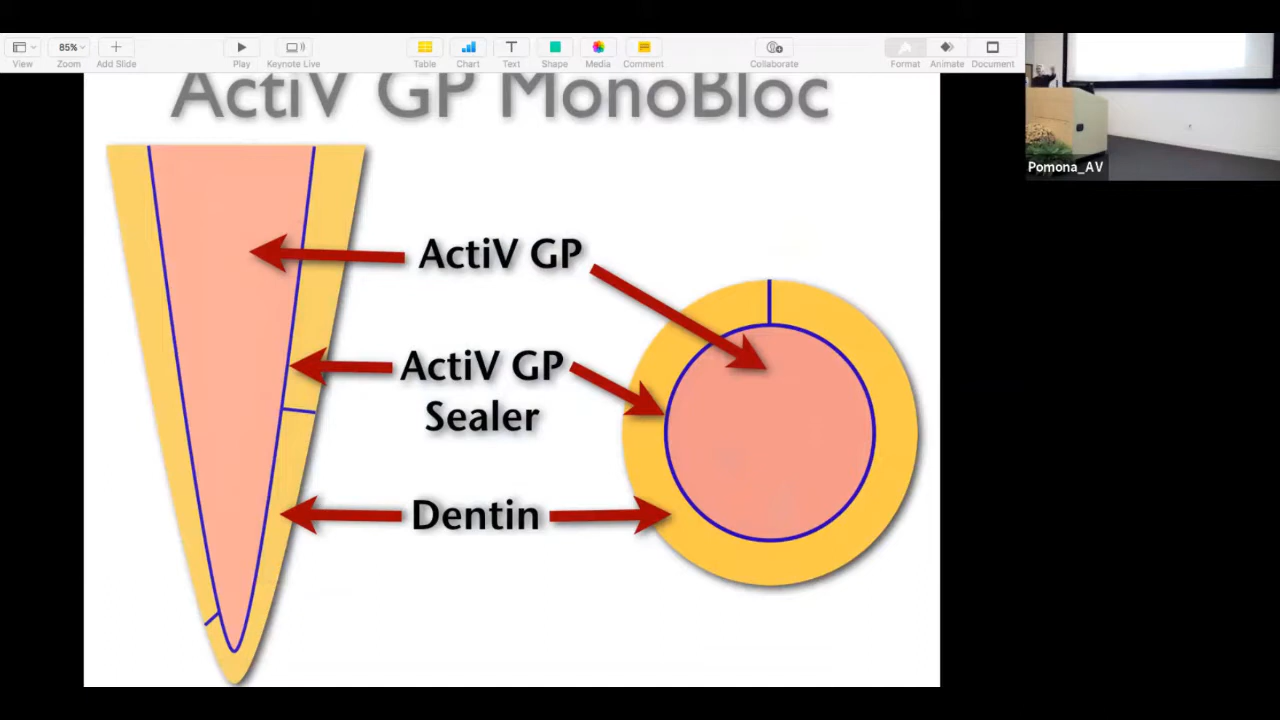 85%
View
Zoom
Add Slide
Play
Keynote Live
Table
Chart
Text
Shape
Media
Comment
Collaborate
Format
Animate
Document
ActiV GP MonoBloc
ActiV GP
ActiV GP
Sealer
Dentin
Pomona_AV